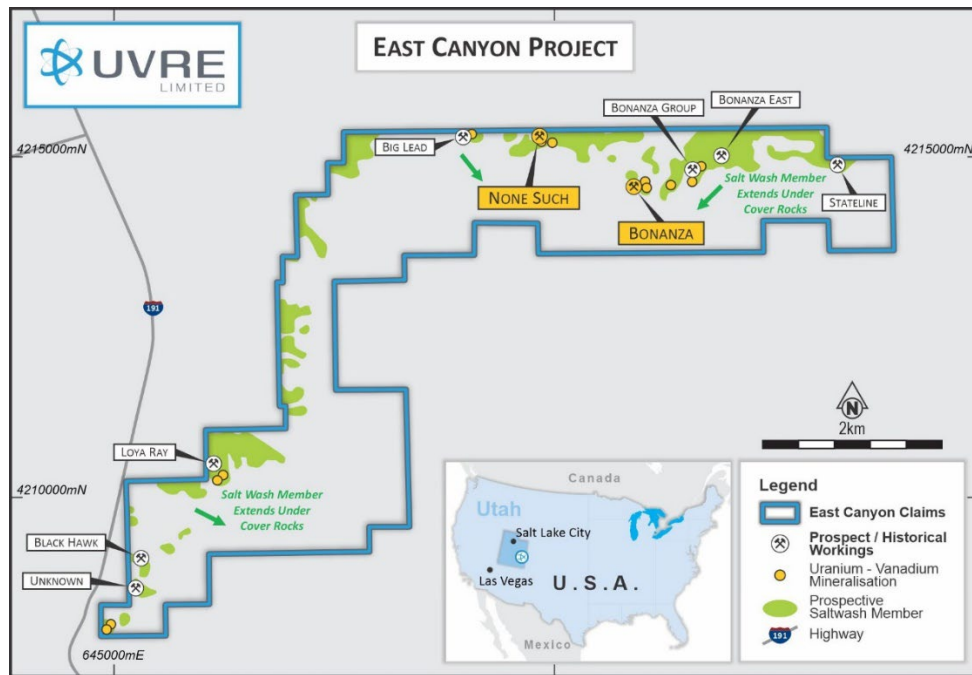 UVRE
LIMITED
EAST CANYON PROJECT
BONANZA GROUP
BONANZA EAST
4215000mN
BIG LEAD
4215000mN
NONE SUCH
Salt Wash Member
Extends Under
Cover Rocks
STATELINE
BONANZA
191
N
2km
LOYA RAY
4210000mN
Salt Wash Member
Extends Under
Cover Rocks
BLACK HAWK
UNKNOWN
645000mE
Canada
Utah
Salt Lake City
Las Vegas
U.S.A.
Mexico
Legend
East Canyon Claims
Prospect / Historical
Workings
Uranium - Vanadium
Mineralisation
Prospective
Saltwash Member
191
Highway